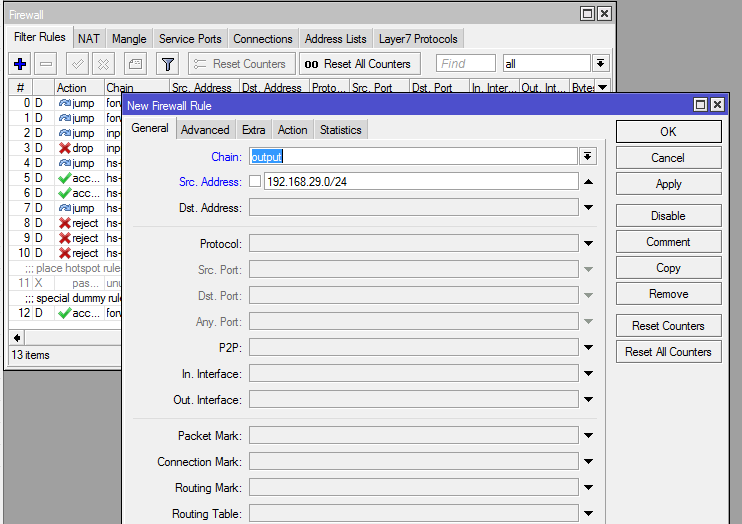 Firewall
Filter Rules NAT Mangle Service Ports Connections Address Lists Layer7 Protocols
Reset Counters 00 Reset All Counters Find all
# Action Chain Src. Address Dst. Address Proto... Src. Port Dst. Port In. Inter... Out. Int... Bytes
0 D jump forw
1 D jump forw
2 D jump inp
3 D drop inp
4 D jump hs-
5 D acc... hs-
6 D acc... hs-
7 D jump hs-
8 D reject hs-
9 D reject hs-
10 D reject hs-
;;; place hotspot rule
11 X pas... unu
;;; special dummy rul
12 D acc... forw
13 items
New Firewall Rule
General Advanced Extra Action Statistics
Chain: output
Src. Address: 192.168.29.0/24
Dst. Address:
Protocol:
Src. Port:
Dst. Port:
Any. Port:
P2P:
In. Interface:
Out. Interface:
Packet Mark:
Connection Mark:
Routing Mark:
Routing Table:
OK
Cancel
Apply
Disable
Comment
Copy
Remove
Reset Counters
Reset All Counters